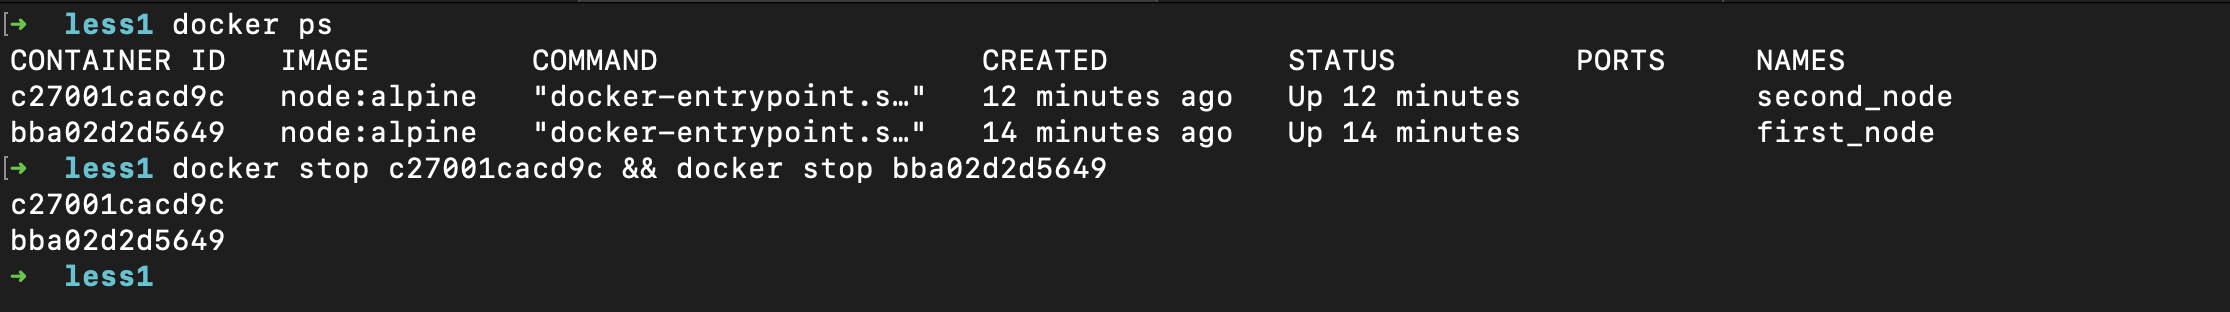 ➜  less1 docker ps
CONTAINER ID   IMAGE         COMMAND                  CREATED          STATUS          PORTS     NAMES
c27001cacd9c   node:alpine   "docker-entrypoint.s…"   12 minutes ago   Up 12 minutes             second_node
bba02d2d5649   node:alpine   "docker-entrypoint.s…"   14 minutes ago   Up 14 minutes             first_node
➜  less1 docker stop c27001cacd9c && docker stop bba02d2d5649
c27001cacd9c
bba02d2d5649
➜  less1